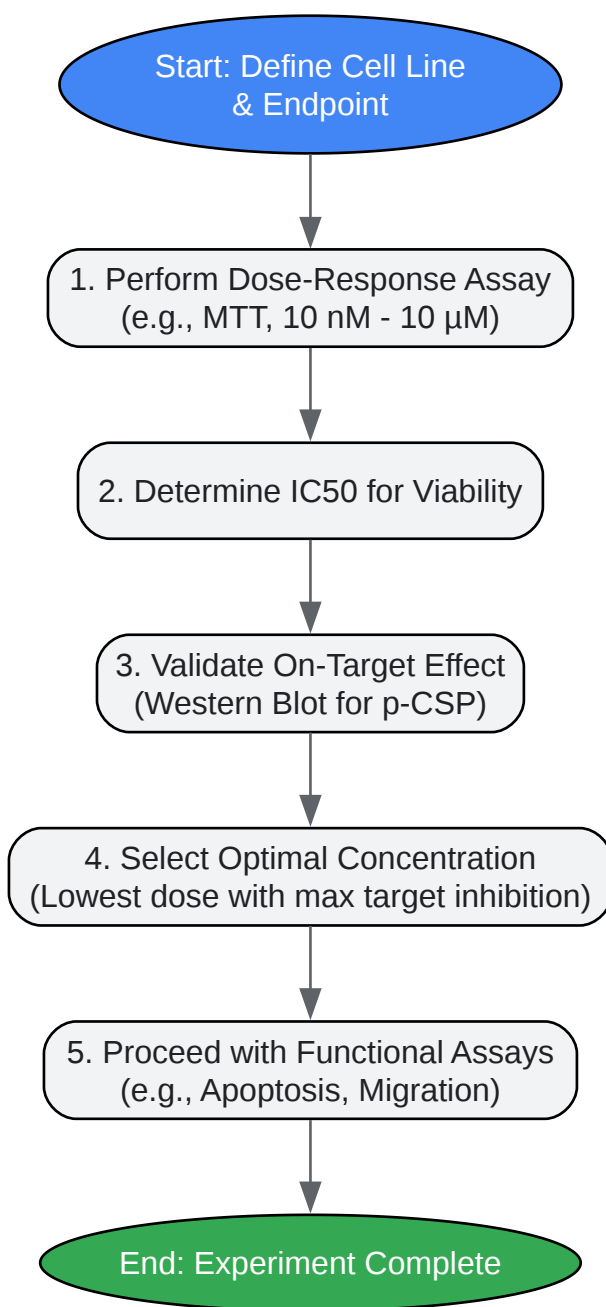 Start: Define Cell Line
& Endpoint
1. Perform Dose-Response Assay
(e.g., MTT, 10 nM - 10 µM)
2. Determine IC50 for Viability
3. Validate On-Target Effect
(Western Blot for p-CSP)
4. Select Optimal Concentration
(Lowest dose with max target inhibition)
5. Proceed with Functional Assays
(e.g., Apoptosis, Migration)
End: Experiment Complete